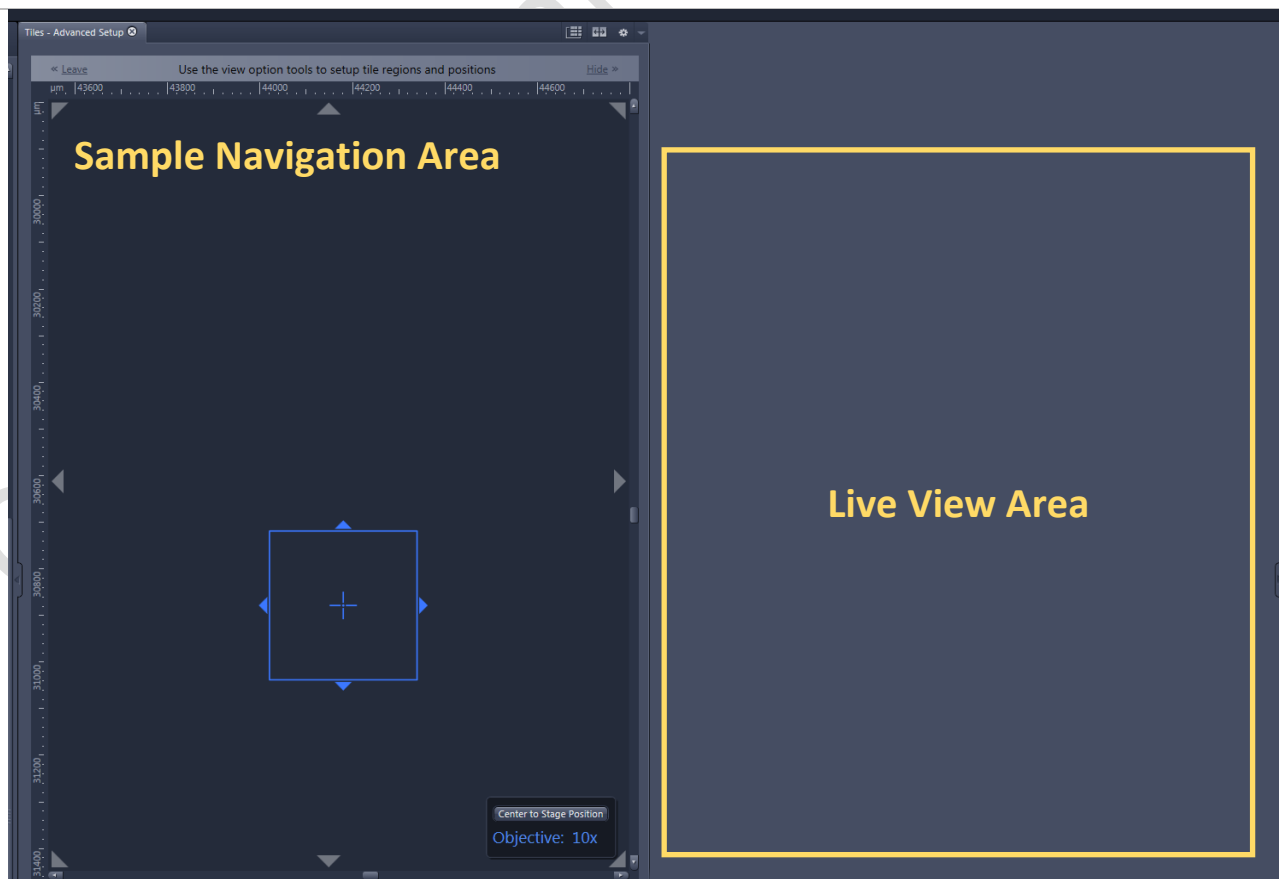 Tiles - Advanced Setup
« Leave Use the view option tools to setup tile regions and positions Hide »
µm 43600 43800 44000 44200 44400 44600
µm
Sample Navigation Area
30000
30200
30400
30600
Live View Area
30800
31000
31200
Center to Stage Position
Objective: 10x
31400